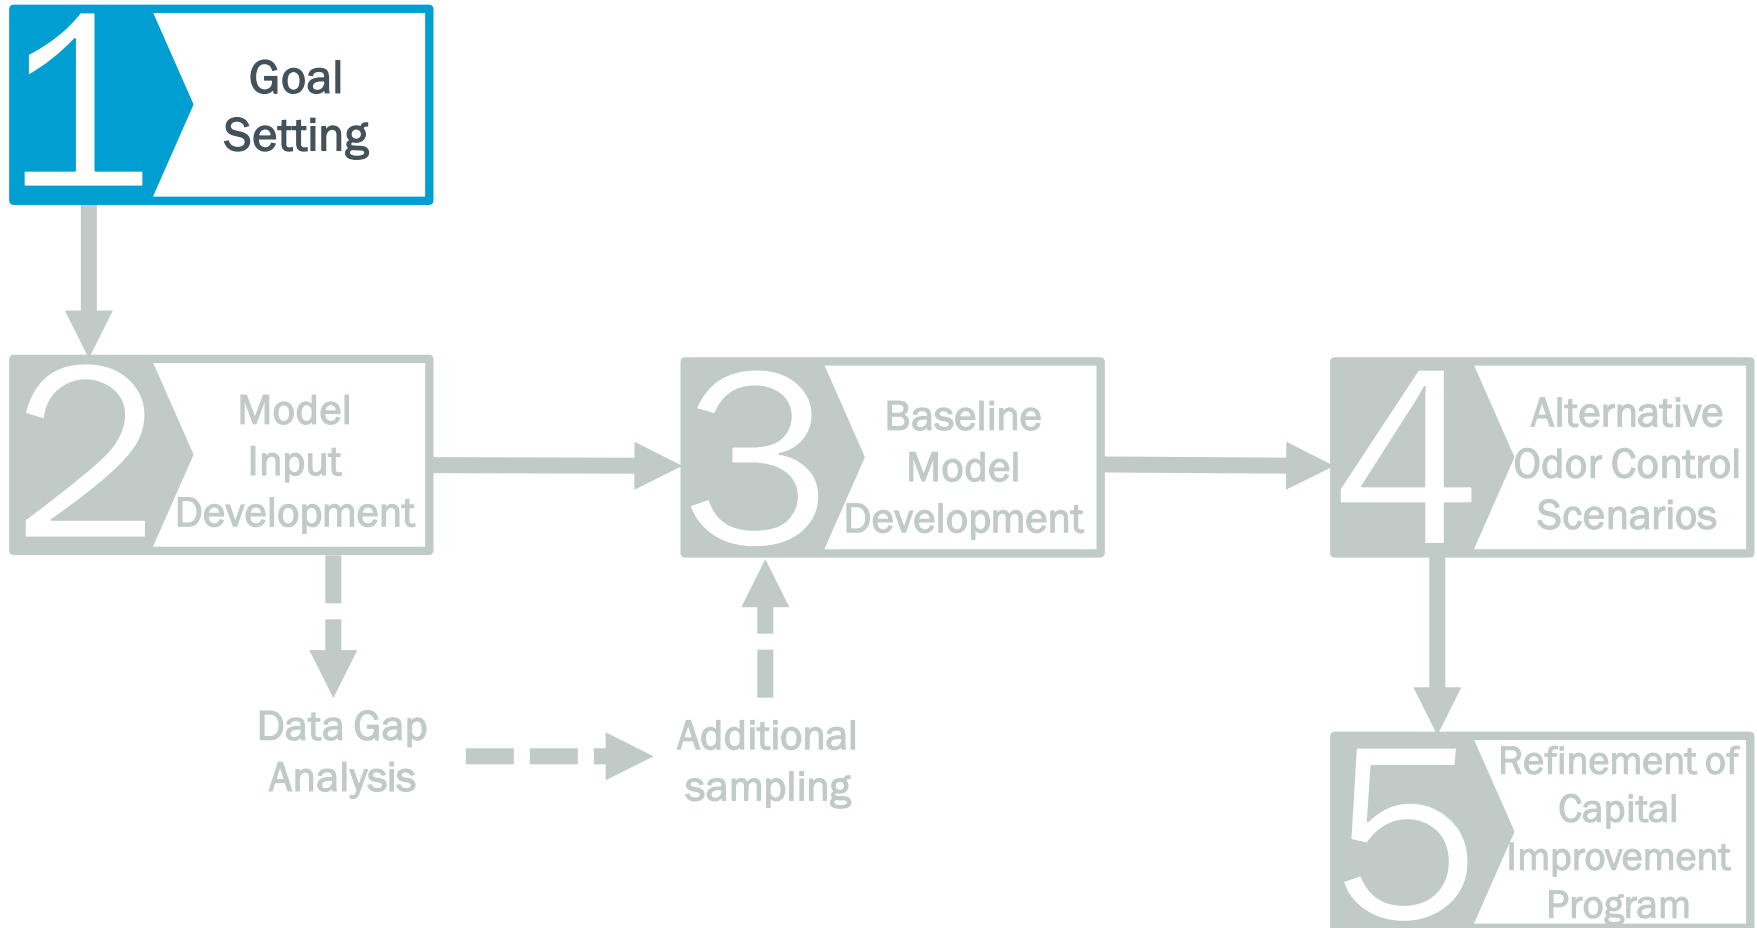 1
Goal
Setting
2
Model
Input
Development
3
Baseline
Model
Development
4
Alternative
Odor Control
Scenarios
Data Gap
Analysis
Additional
sampling
5
Refinement of
Capital
Improvement
Program